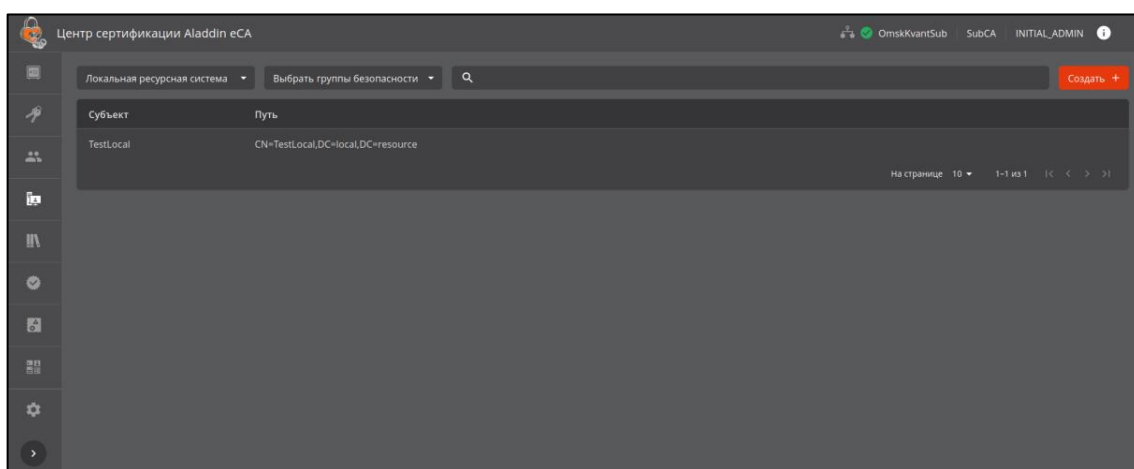 Центр сертификации Aladdin eCA
OmskKvantSub SubCA INITIAL_ADMIN
Локальная ресурсная система Выбрать группы безопасности Создать +
Субъект Путь
TestLocal CN=TestLocal,DC=local,DC=resource
На странице 10 1–1 из 1